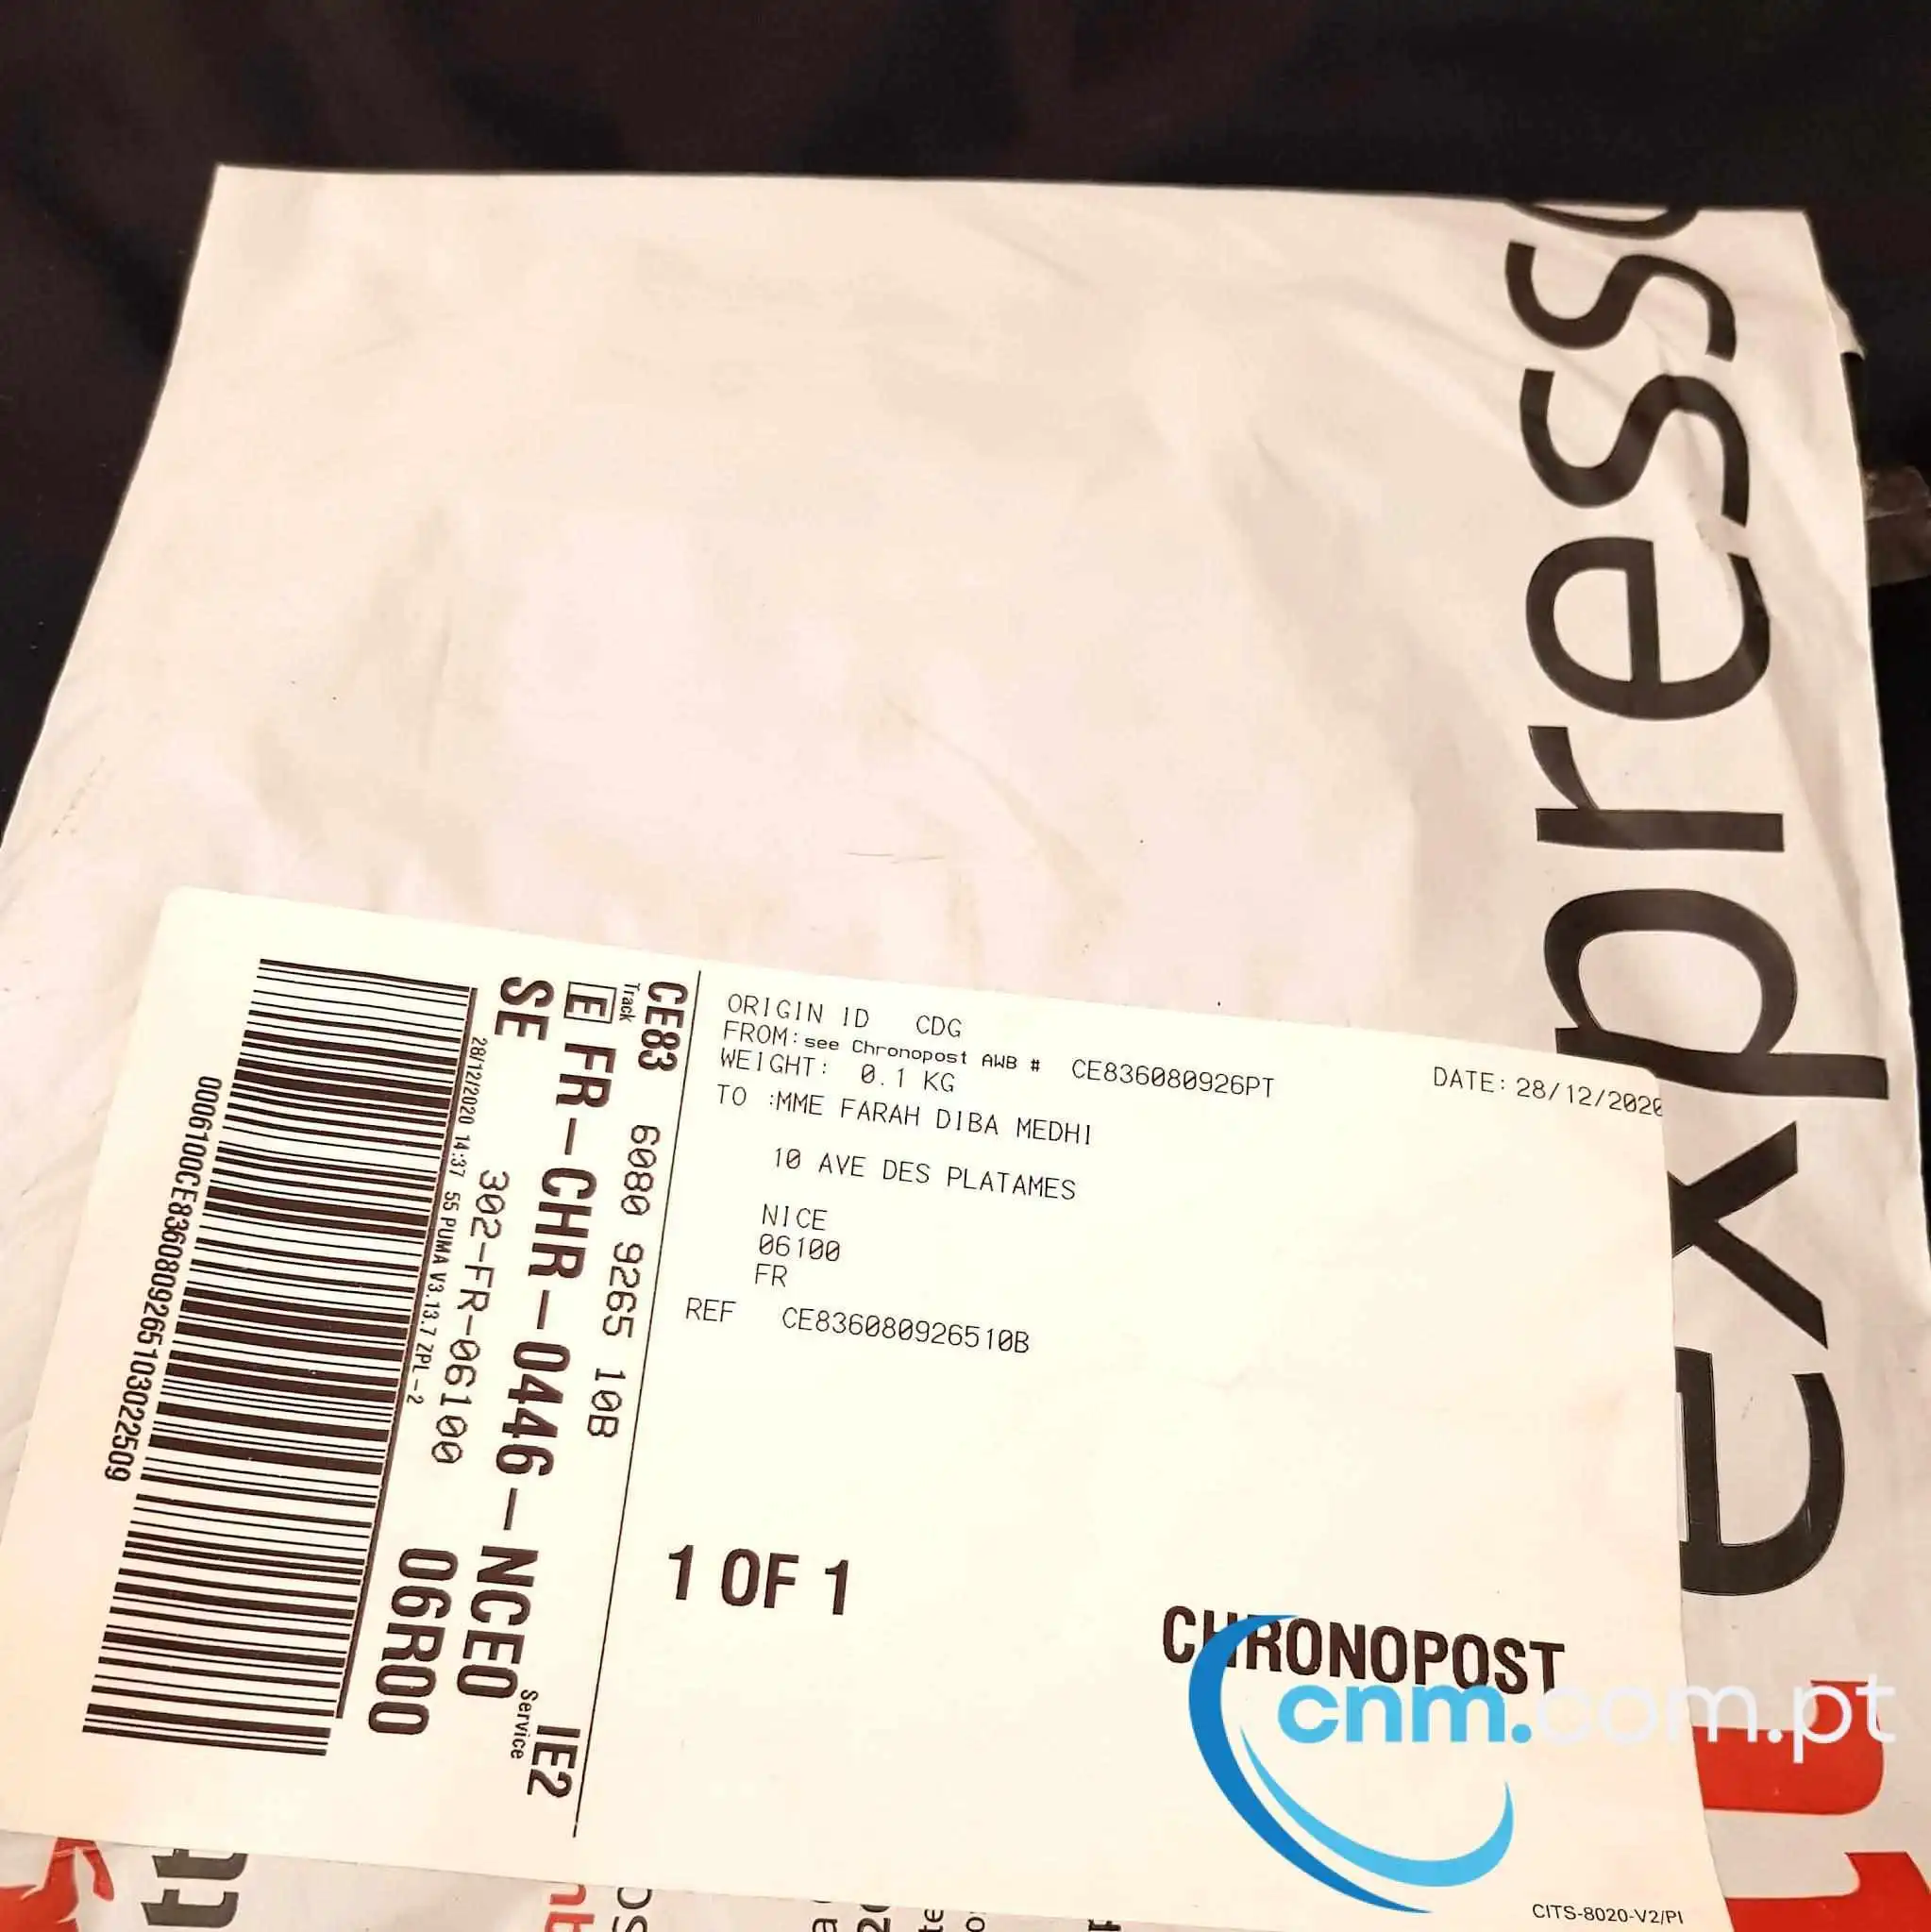 expresso
ORIGIN ID CDG
FROM: see Chronopost AWB # CE836080926PT
WEIGHT: 0.1 KG
DATE: 28/12/2020
TO :MME FARAH DIBA MEDHI
10 AVE DES PLATAMES
NICE
06100
FR
REF CE836080926510B
1 OF 1
CHRONOPOST
CE83 6080 9265 10B
Track
E FR-CHR-0446-NCE0
Service
IE2
SE 302-FR-06100 06R00
28/12/2020 14:37 55 PUMA V3.13.7 ZPL-2
0006100CE8360809265103022509
cnm.com.pt
CITS-8020-V2/PI